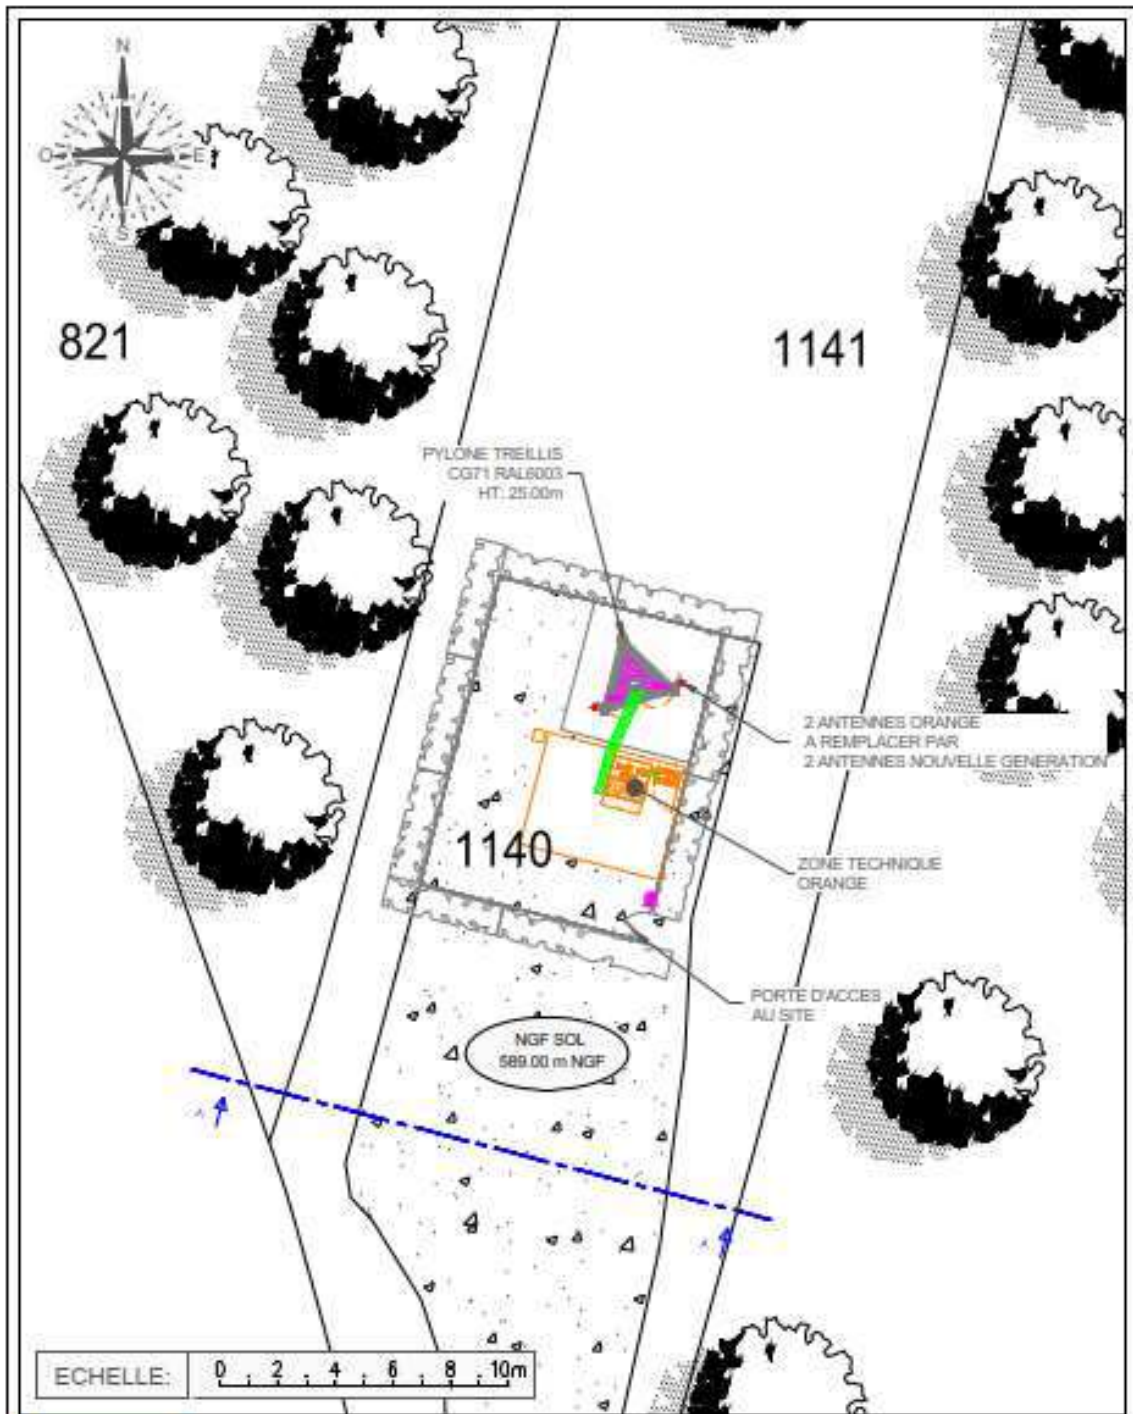 N
O
E
S
821
1141
PYLONE TREILLIS
CG71 RAL6003
HT: 25.00m
2 ANTENNES ORANGE
A REMPLACER PAR
2 ANTENNES NOUVELLE GENERATION
1140
ZONE TECHNIQUE
ORANGE
PORTE D'ACCES
AU SITE
NGF SOL
589.00 m NGF
ECHELLE:
0 2 4 6 8 10m